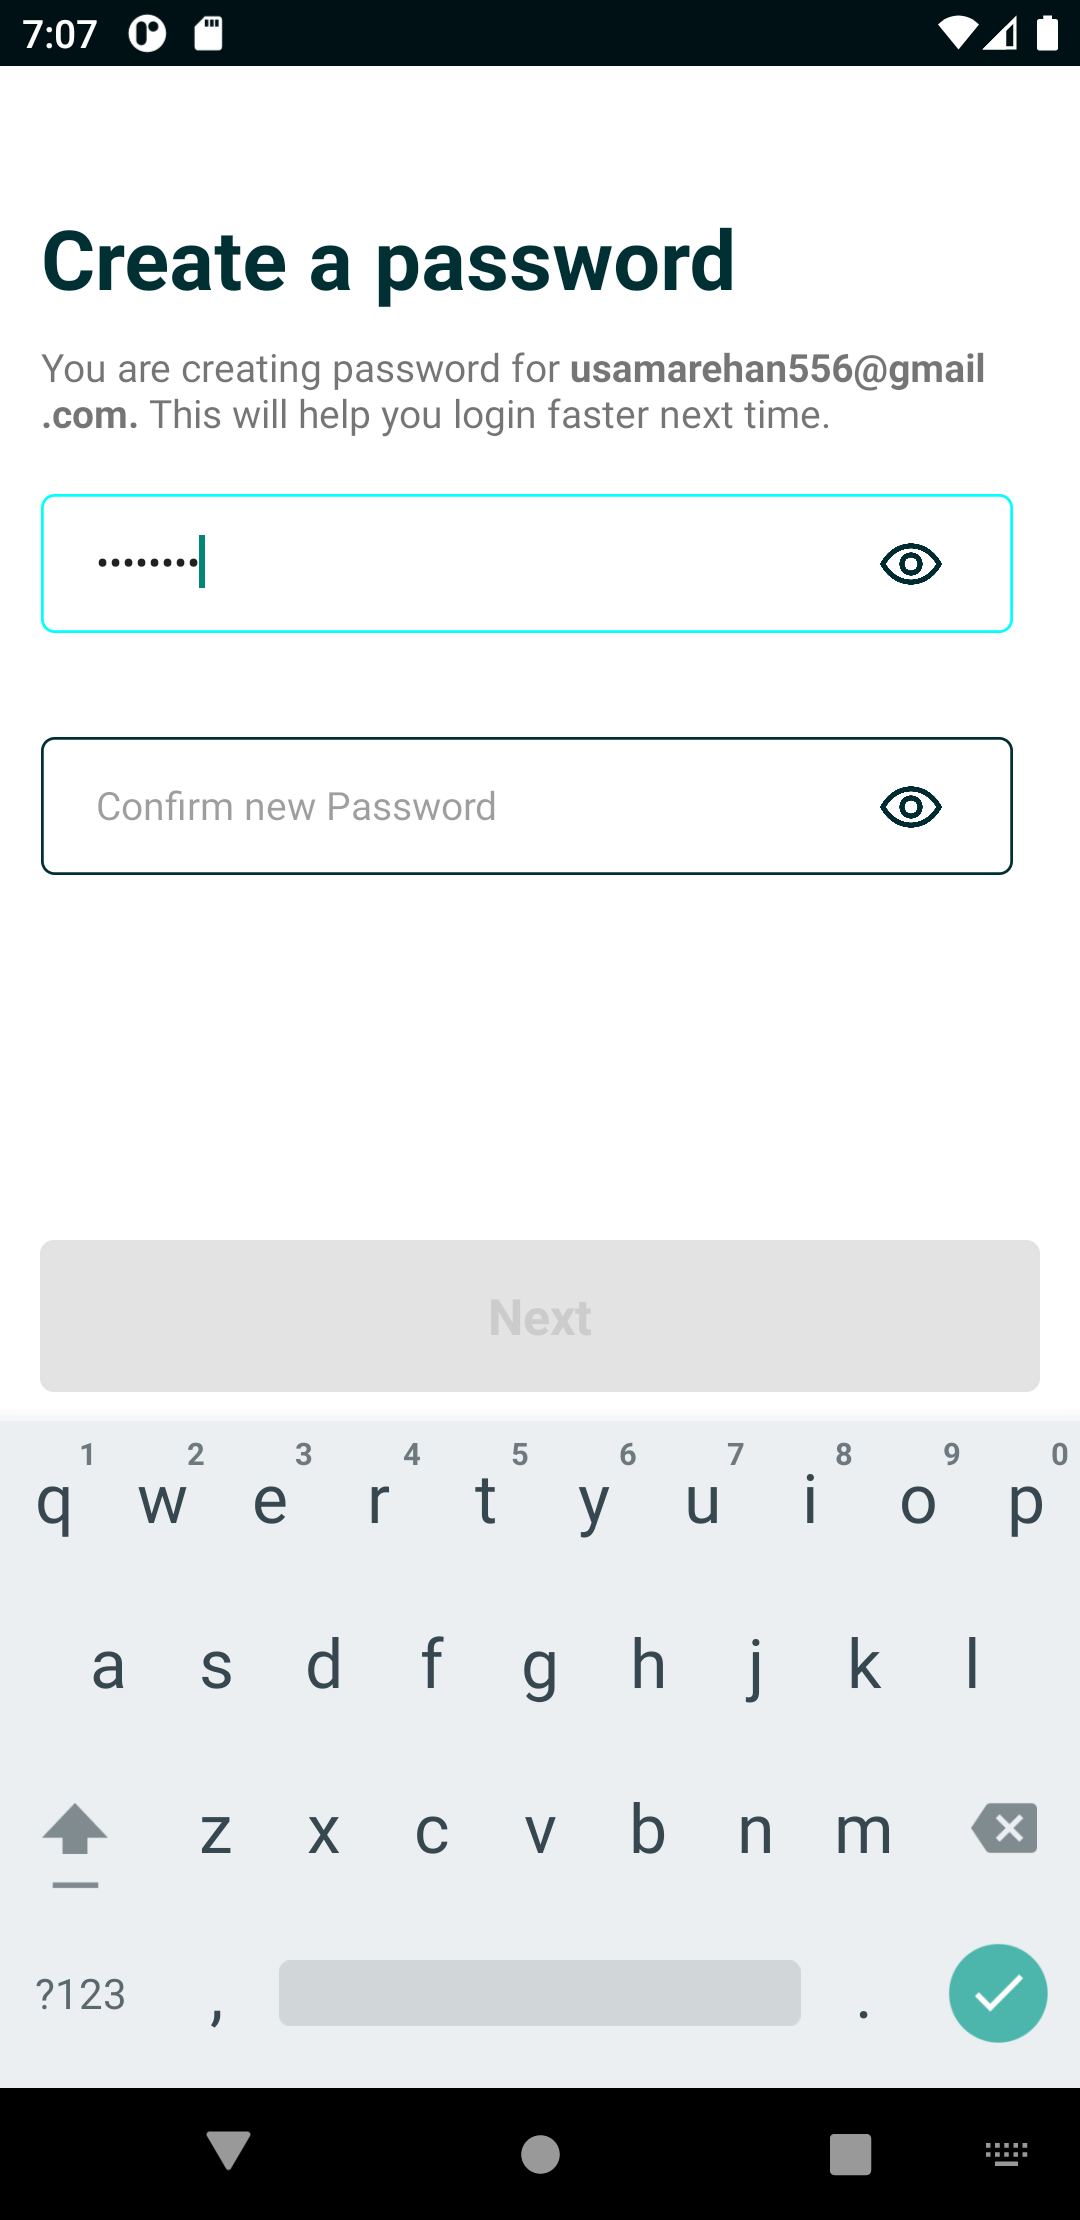 7:07
Create a password
You are creating password for usamarehan556@gmail
.com. This will help you login faster next time.
••••••••
Confirm new Password
Next
1 2 3 4 5 6 7 8 9 0
q w e r t y u i o p
a s d f g h j k l
z x c v b n m
?123 , .